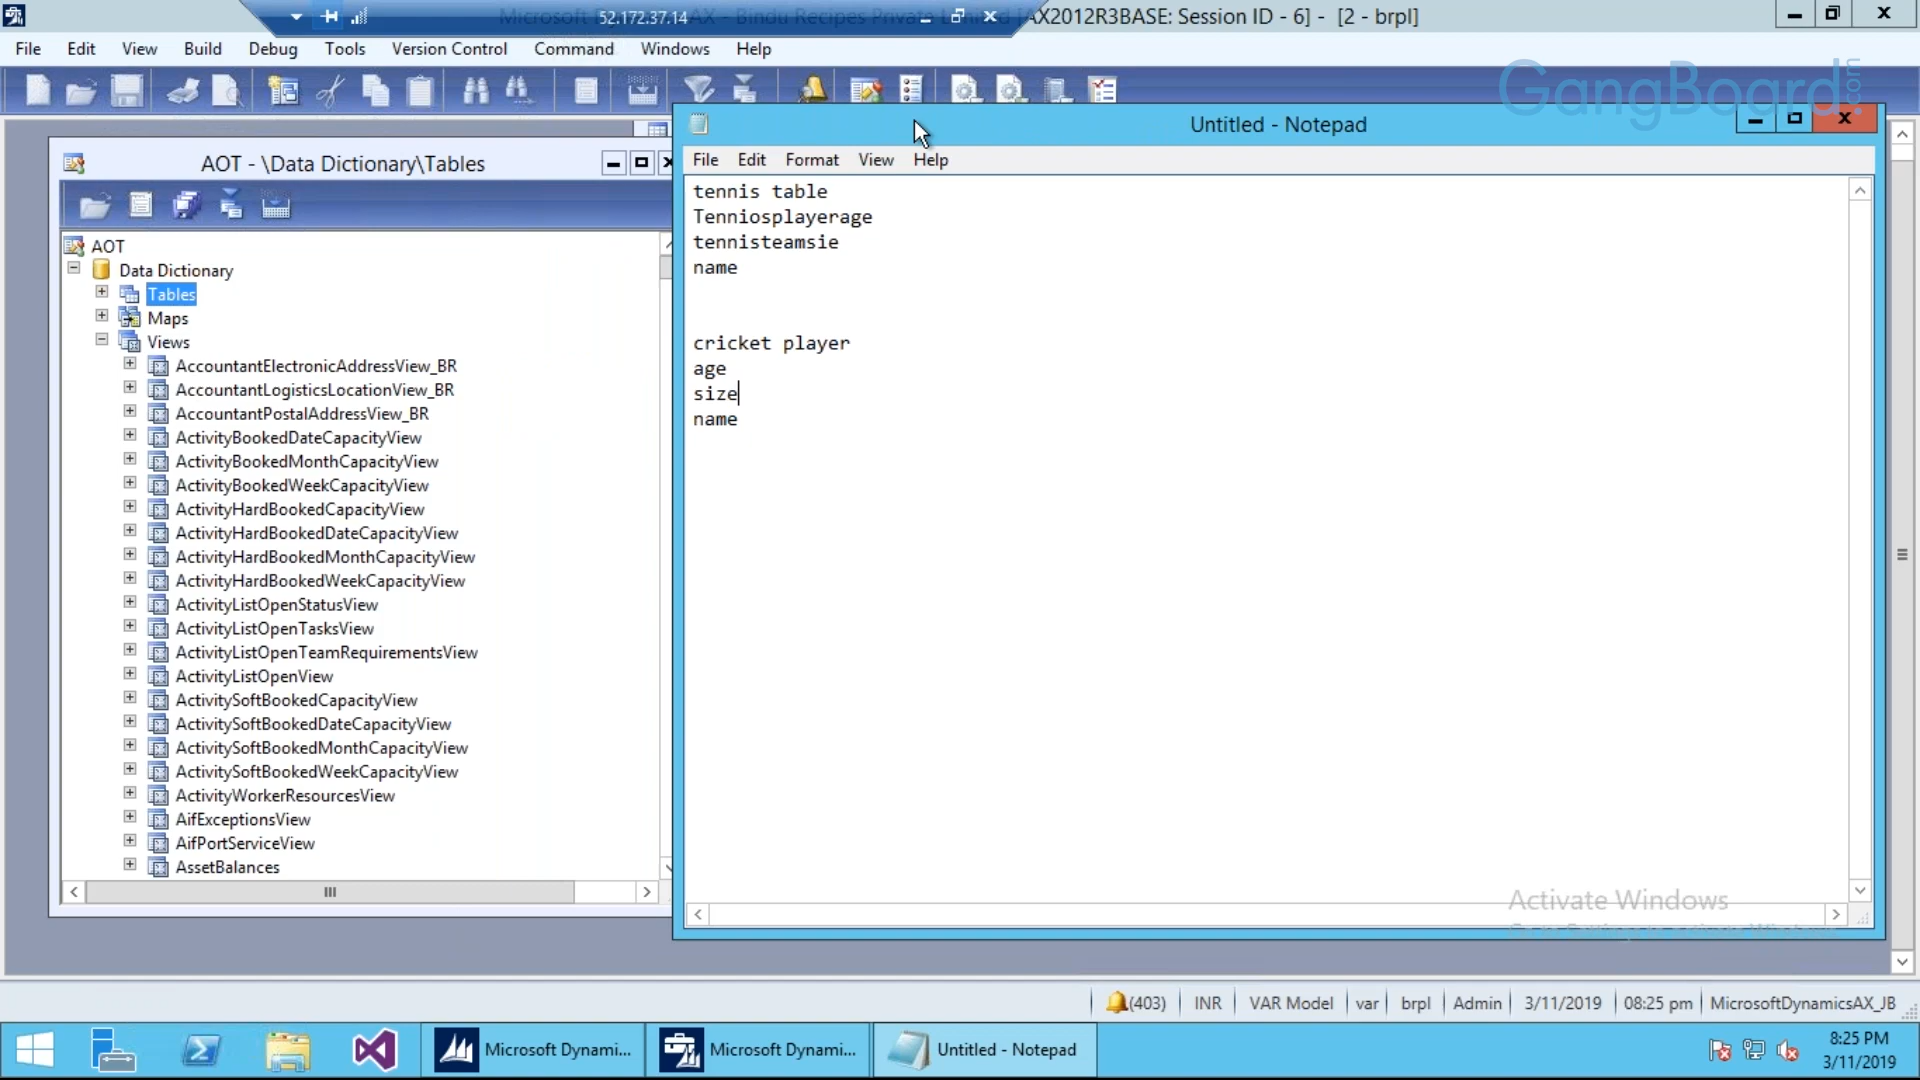 52.172.37.14
Microsoft AX - Bindu Recipes Private [AX2012R3BASE: Session ID - 6] - [2 - brpl]
File Edit View Build Debug Tools Version Control Command Windows Help
GangBoard.com
AOT - \Data Dictionary\Tables
AOT
Data Dictionary
Tables
Maps
Views
AccountantElectronicAddressView_BR
AccountantLogisticsLocationView_BR
AccountantPostalAddressView_BR
ActivityBookedDateCapacityView
ActivityBookedMonthCapacityView
ActivityBookedWeekCapacityView
ActivityHardBookedCapacityView
ActivityHardBookedDateCapacityView
ActivityHardBookedMonthCapacityView
ActivityHardBookedWeekCapacityView
ActivityListOpenStatusView
ActivityListOpenTasksView
ActivityListOpenTeamRequirementsView
ActivityListOpenView
ActivitySoftBookedCapacityView
ActivitySoftBookedDateCapacityView
ActivitySoftBookedMonthCapacityView
ActivitySoftBookedWeekCapacityView
ActivityWorkerResourcesView
AifExceptionsView
AifPortServiceView
AssetBalances
Untitled - Notepad
File Edit Format View Help
tennis table
Tenniosplayerage
tennisteamsie
name
cricket player
age
size
name
Activate Windows
(403) INR VAR Model var brpl Admin 3/11/2019 08:25 pm MicrosoftDynamicsAX_JB
Microsoft Dynami... Microsoft Dynami... Untitled - Notepad
8:25 PM
3/11/2019